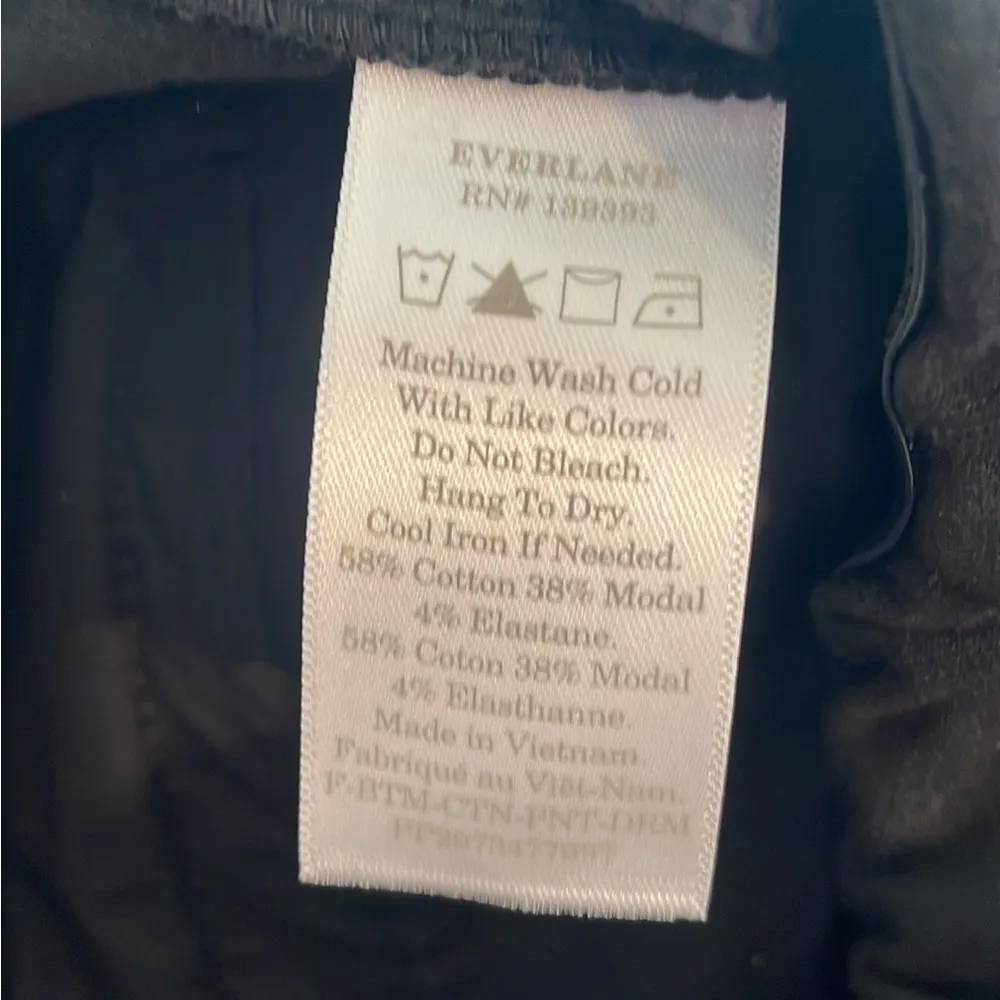 EVERLANE
RN# 139393
Machine Wash Cold
With Like Colors.
Do Not Bleach.
Hang To Dry.
Cool Iron If Needed.
58% Cotton 38% Modal
4% Elastane.
58% Coton 38% Modal
4% Elasthanne.
Made in Vietnam.
Fabriqué au Viêt-Nam.
F-BTM-CTN-PNT-DRM